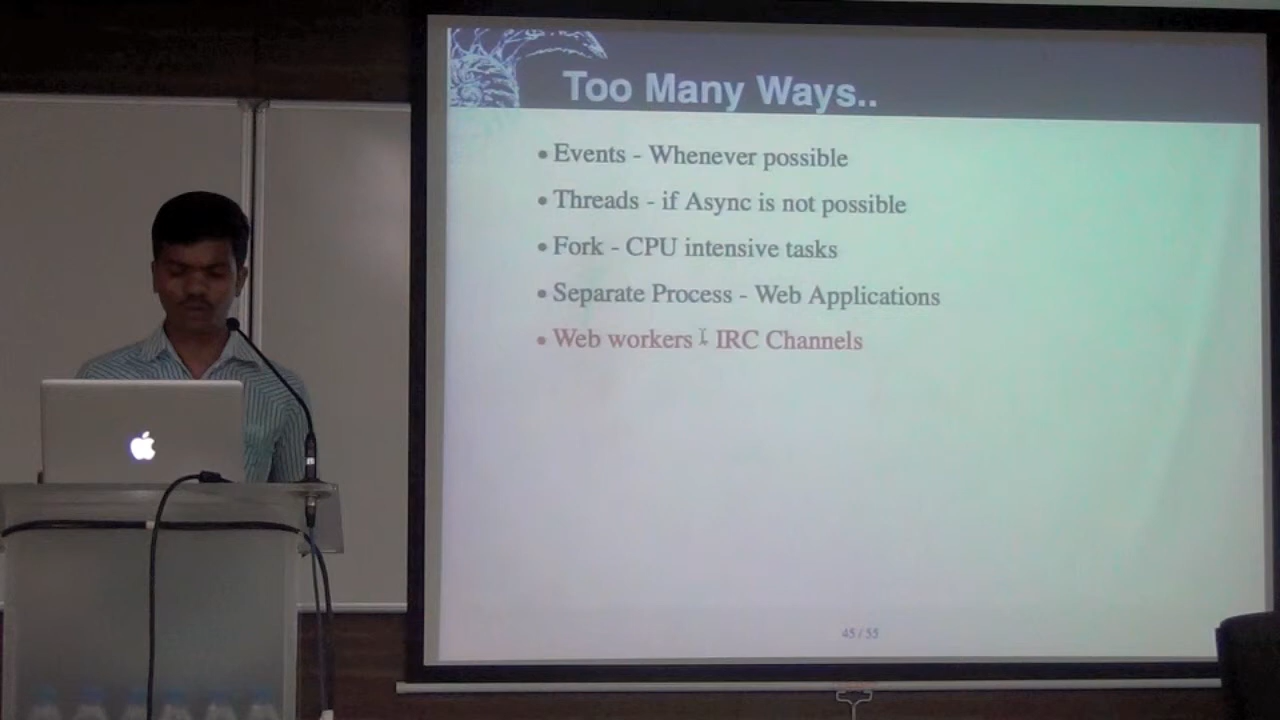 Too Many Ways..
• Events - Whenever possible
• Threads - if Async is not possible
• Fork - CPU intensive tasks
• Separate Process - Web Applications
• Web workers - IRC Channels
45 / 55